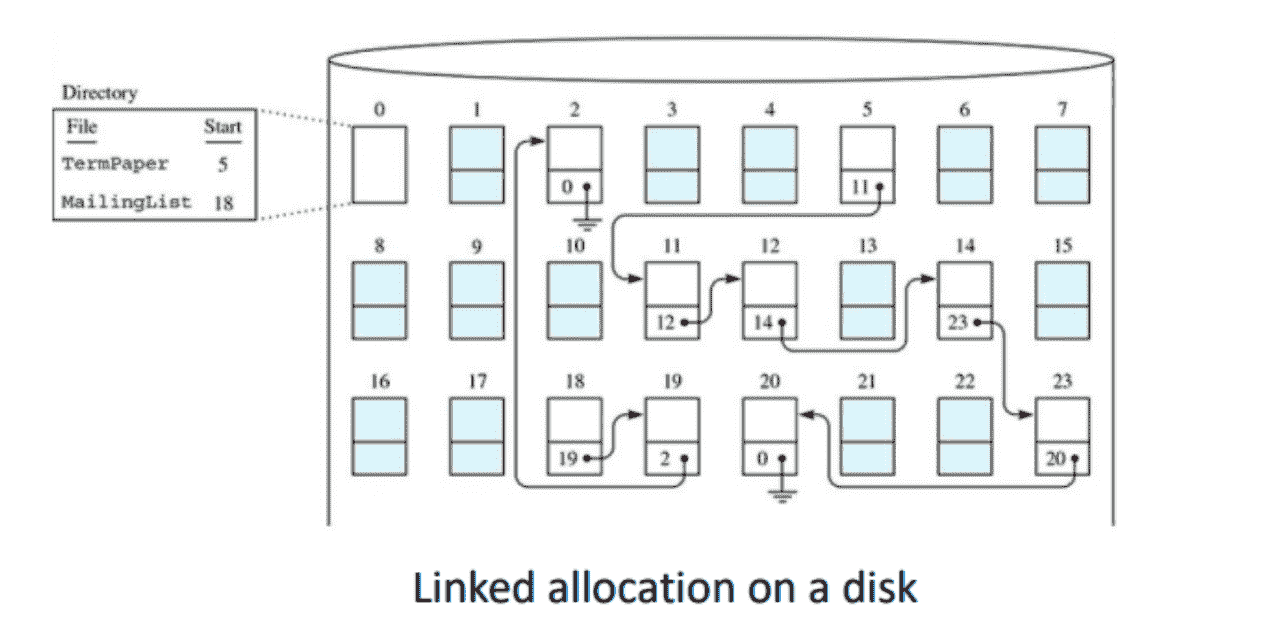 Directory
File Start
TermPaper 5
MailingList 18
0 1 2 3 4 5 6 7
0 11
8 9 10 11 12 13 14 15
12 14 23
16 17 18 19 20 21 22 23
19 2 0 20
Linked allocation on a disk